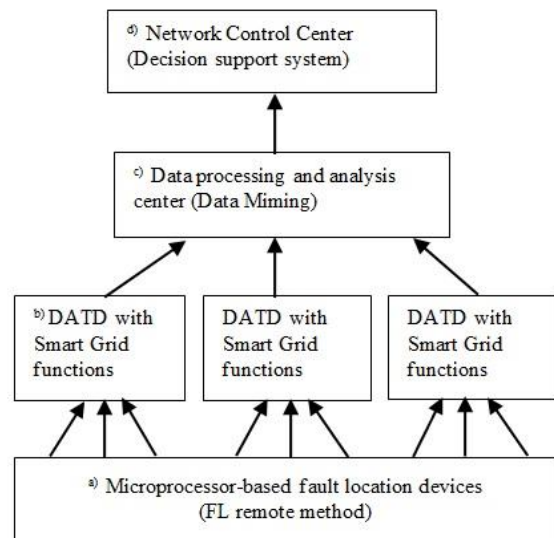 d) Network Control Center
(Decision support system)
c) Data processing and analysis
center (Data Miming)
b) DATD with
Smart Grid
functions
DATD with
Smart Grid
functions
DATD with
Smart Grid
functions
a) Microprocessor-based fault location devices
(FL remote method)